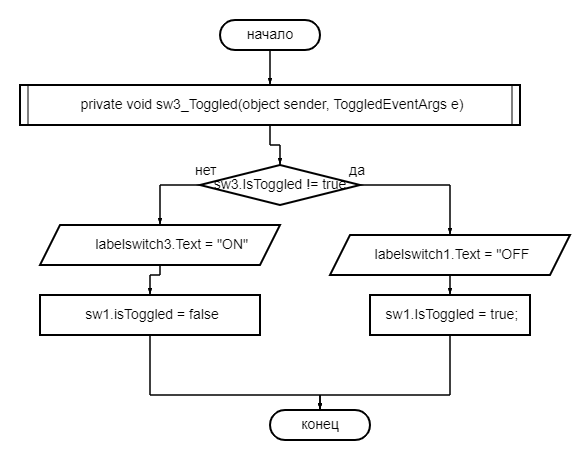 начало
private void sw3_Toggled(object sender, ToggledEventArgs e)
нет
да
sw3.IsToggled != true
labelswitch3.Text = "ON"
labelswitch1.Text = "OFF
sw1.isToggled = false
sw1.IsToggled = true;
конец